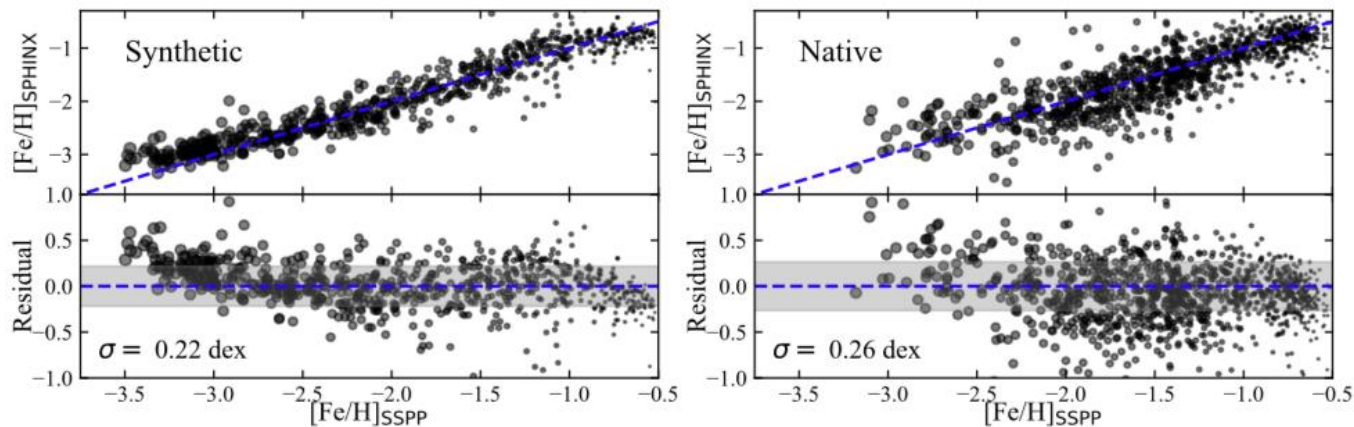 Synthetic
[Fe/H]SPHINX
−1
−2
−3
1.0
0.5
0.0
−0.5
−1.0
Residual
σ = 0.22 dex
−3.5 −3.0 −2.5 −2.0 −1.5 −1.0 −0.5
[Fe/H]SSPP
Native
[Fe/H]SPHINX
−1
−2
−3
1.0
0.5
0.0
−0.5
−1.0
Residual
σ = 0.26 dex
−3.5 −3.0 −2.5 −2.0 −1.5 −1.0 −0.5
[Fe/H]SSPP